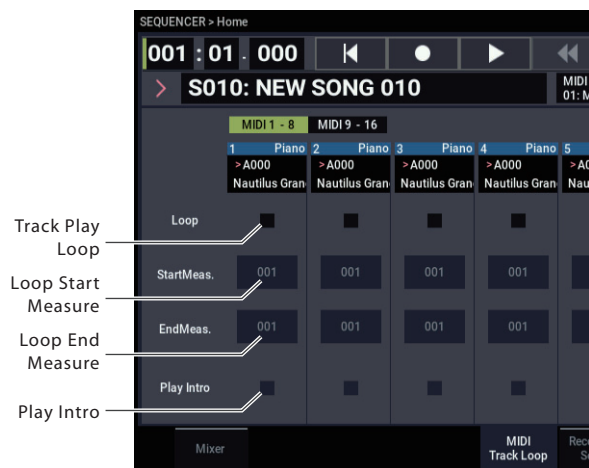 SEQUENCER > Home
001 : 01 . 000
> S010: NEW SONG 010
MIDI
01: M
MIDI 1 - 8 MIDI 9 - 16
1 Piano 2 Piano 3 Piano 4 Piano 5
>A000 >A000 >A000 >A000 >A0
Nautilus Gran Nautilus Gran Nautilus Gran Nautilus Gran Nau
Track Play
Loop
Loop
Loop Start
Measure
StartMeas. 001 001 001 001
Loop End
Measure
EndMeas. 001 001 001 001
Play Intro
Play Intro
Mixer
MIDI
Track Loop
Reco
S